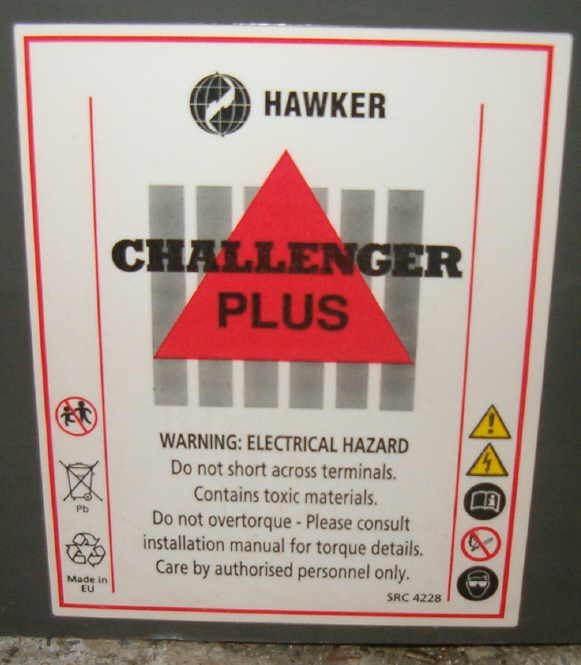 HAWKER
CHALLENGER
PLUS
WARNING: ELECTRICAL HAZARD
Do not short across terminals.
Contains toxic materials.
Do not overtorque - Please consult
installation manual for torque details.
Care by authorised personnel only.
SRC 4228
Pb
Made in
EU